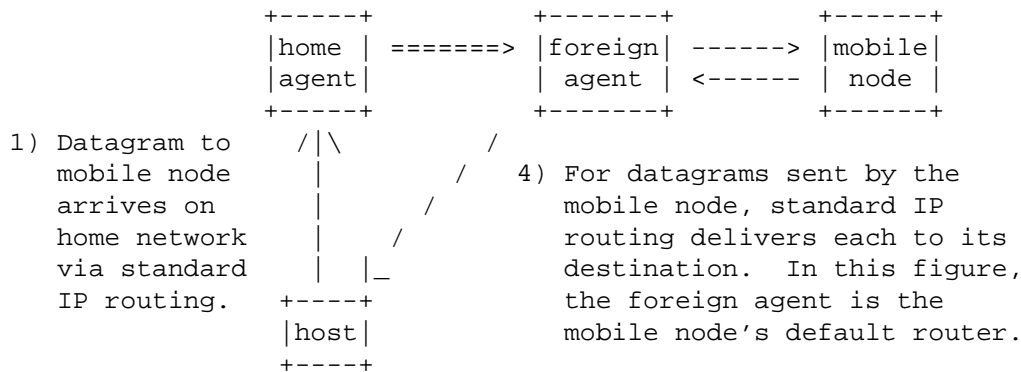 +-----+          +-------+         +------+
|home | =======> |foreign| ------> |mobile|
|agent|          | agent | <------ | node |
+-----+          +-------+         +------+
1) Datagram to    /|\         /
mobile node      |        /   4) For datagrams sent by the
arrives on       |      /        mobile node, standard IP
home network     |    /          routing delivers each to its
via standard     |  |_           destination.  In this figure,
IP routing.   +----+             the foreign agent is the
|host|             mobile node's default router.
+----+